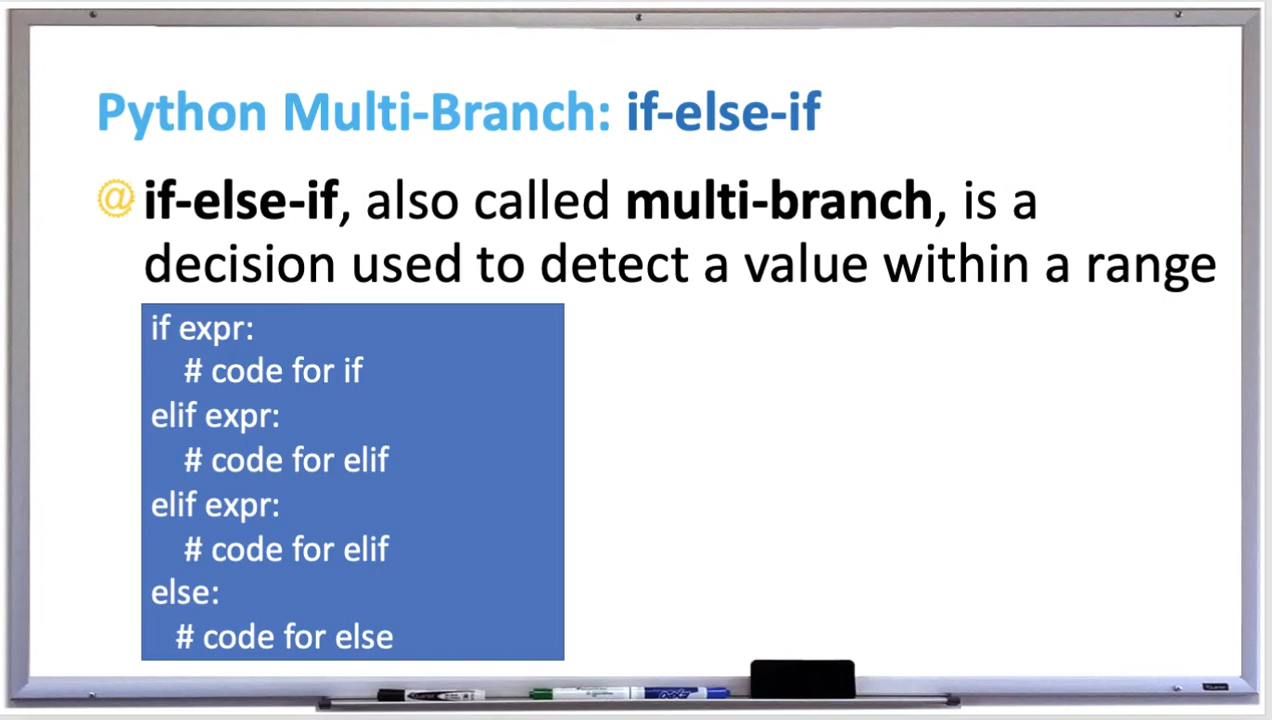 Python Multi-Branch: if-else-if
@ if-else-if, also called multi-branch, is a
decision used to detect a value within a range
if expr:
    # code for if
elif expr:
    # code for elif
elif expr:
    # code for elif
else:
   # code for else